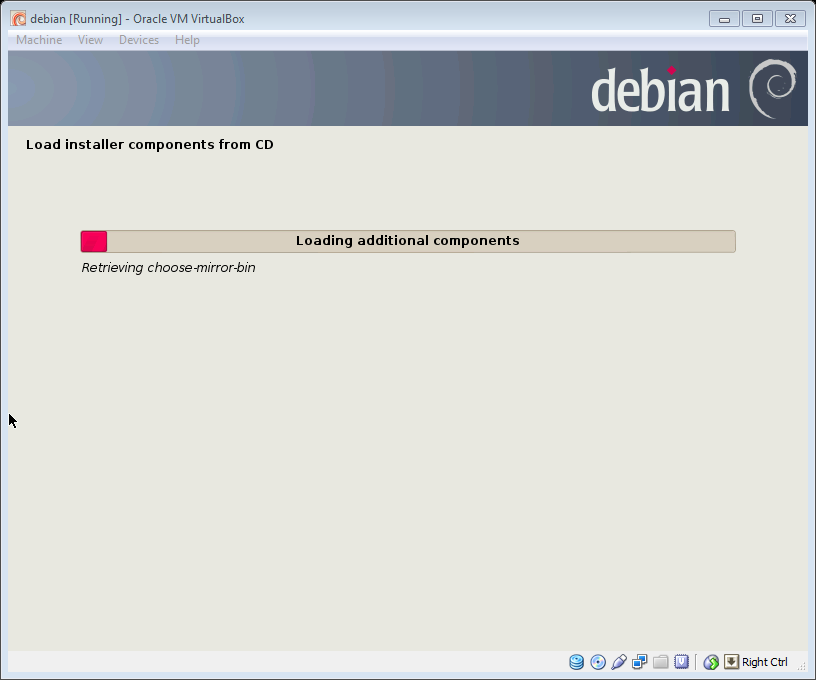 debian [Running] - Oracle VM VirtualBox
Machine View Devices Help
debian
Load installer components from CD
Loading additional components
Retrieving choose-mirror-bin
Right Ctrl